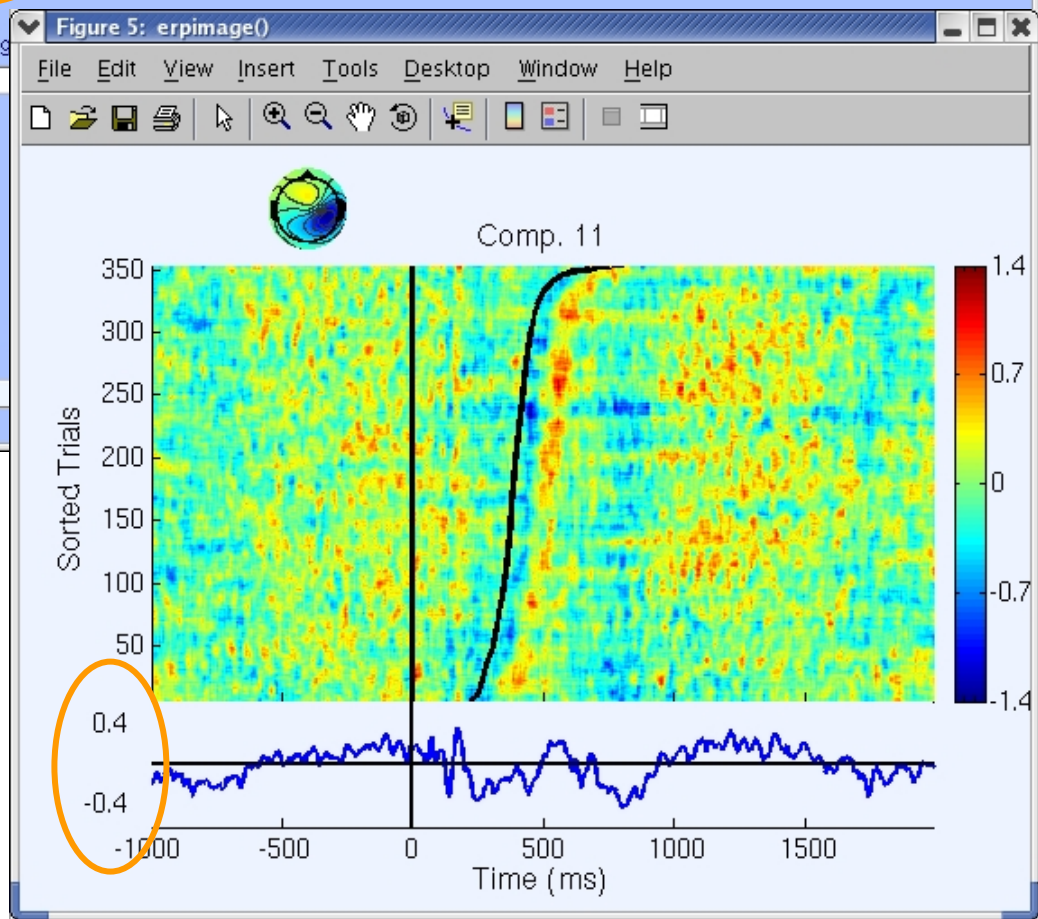 Figure 5: erpimage()
File Edit View Insert Tools Desktop Window Help
Comp. 11
350
300
250
200
150
100
50
Sorted Trials
1.4
0.7
0
-0.7
-1.4
0.4
-0.4
-1000 -500 0 500 1000 1500
Time (ms)